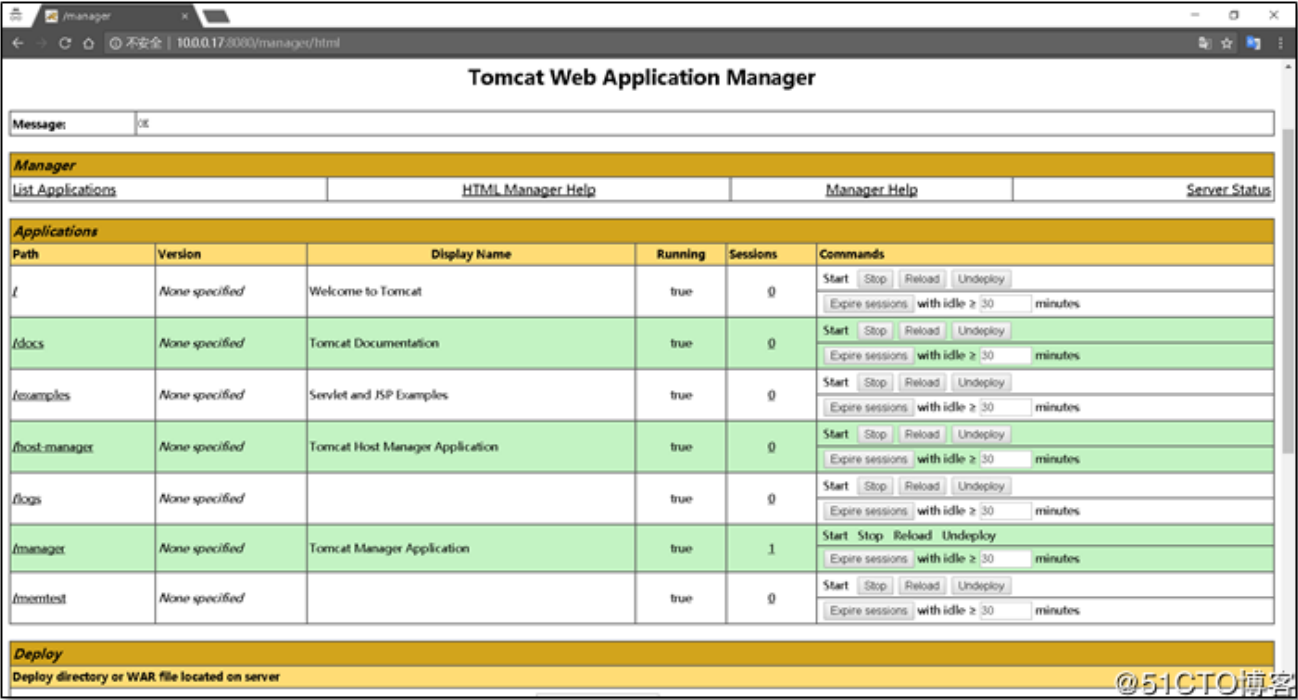 /manager
不安全 | 10.0.0.17:8080/manager/html
Tomcat Web Application Manager
Message: OK
Manager
List Applications HTML Manager Help Manager Help Server Status
Applications
Path Version Display Name Running Sessions Commands
/ None specified Welcome to Tomcat true 0 Start Stop Reload Undeploy
Expire sessions with idle ≥ 30 minutes
/docs None specified Tomcat Documentation true 0 Start Stop Reload Undeploy
Expire sessions with idle ≥ 30 minutes
/examples None specified Servlet and JSP Examples true 0 Start Stop Reload Undeploy
Expire sessions with idle ≥ 30 minutes
/host-manager None specified Tomcat Host Manager Application true 0 Start Stop Reload Undeploy
Expire sessions with idle ≥ 30 minutes
/logs None specified true 0 Start Stop Reload Undeploy
Expire sessions with idle ≥ 30 minutes
/manager None specified Tomcat Manager Application true 1 Start Stop Reload Undeploy
Expire sessions with idle ≥ 30 minutes
/memtest None specified true 0 Start Stop Reload Undeploy
Expire sessions with idle ≥ 30 minutes
Deploy
Deploy directory or WAR file located on server
@51CTO博客